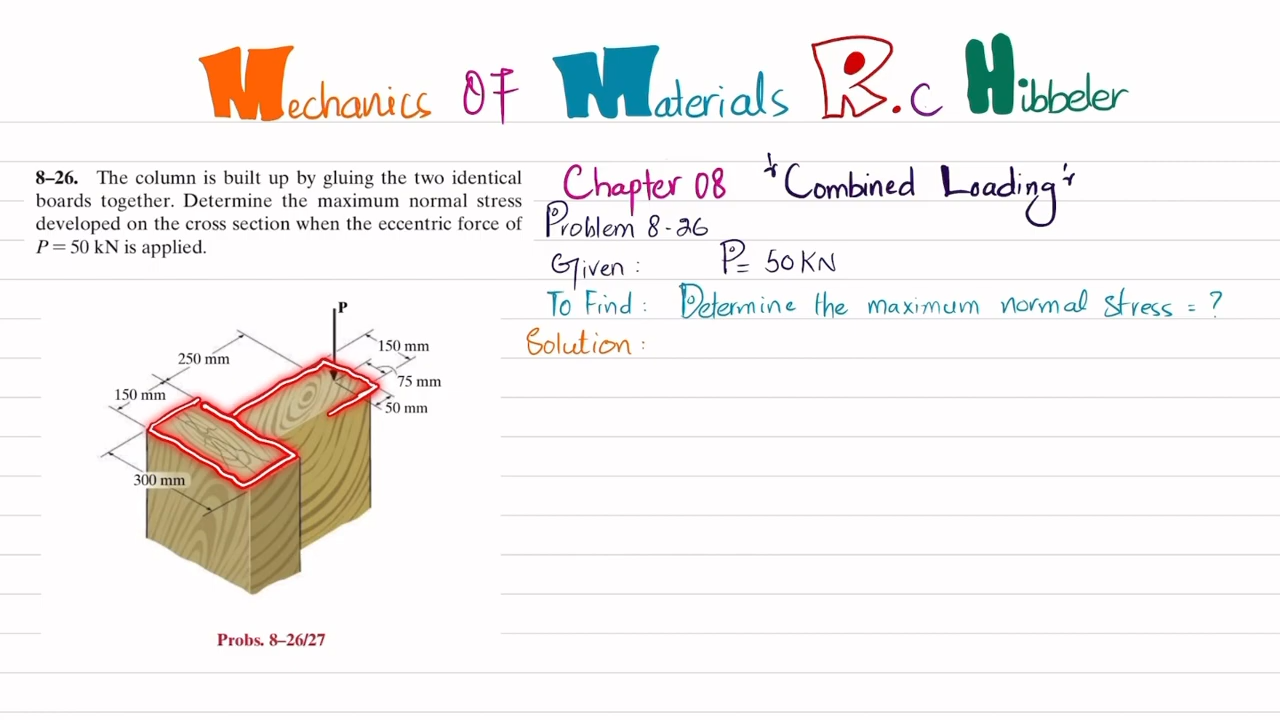 Mechanics OF Materials R.C Hibbeler
8–26. The column is built up by gluing the two identical
boards together. Determine the maximum normal stress
developed on the cross section when the eccentric force of
P = 50 kN is applied.
Chapter 08 *Combined Loading*
Problem 8-26
Given : P= 50KN
To Find : Determine the maximum normal stress = ?
Solution :
P
150 mm
250 mm
75 mm
150 mm
50 mm
300 mm
Probs. 8–26/27